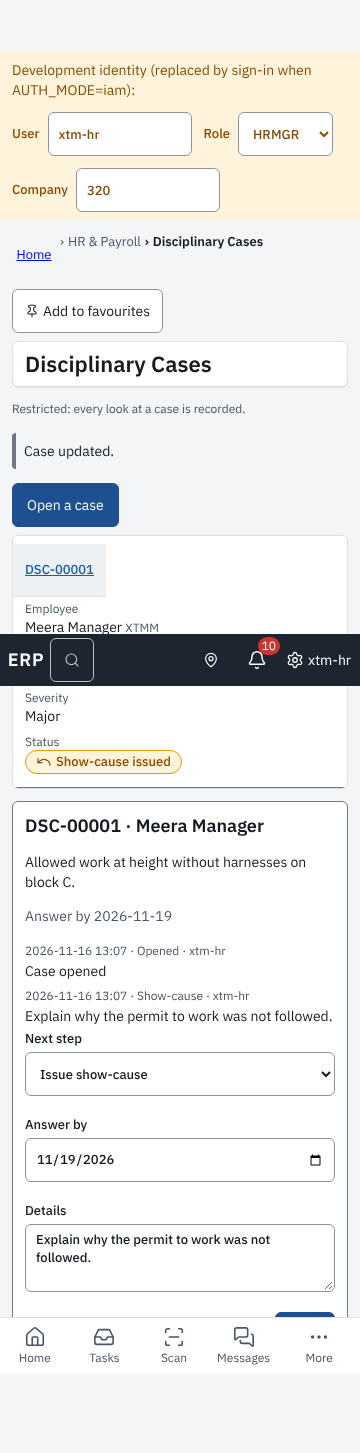 Development identity (replaced by sign-in when
AUTH_MODE=iam):
User xtm-hr Role HRMGR
Company 320
Home › HR & Payroll › Disciplinary Cases
Add to favourites
Disciplinary Cases
Restricted: every look at a case is recorded.
Case updated.
Open a case
DSC-00001
Employee
Meera Manager XTMM
ERP 10 xtm-hr
Severity
Major
Status
Show-cause issued
DSC-00001 · Meera Manager
Allowed work at height without harnesses on
block C.
Answer by 2026-11-19
2026-11-16 13:07 · Opened · xtm-hr
Case opened
2026-11-16 13:07 · Show-cause · xtm-hr
Explain why the permit to work was not followed.
Next step
Issue show-cause
Answer by
11/19/2026
Details
Explain why the permit to work was not
followed.
Home Tasks Scan Messages More